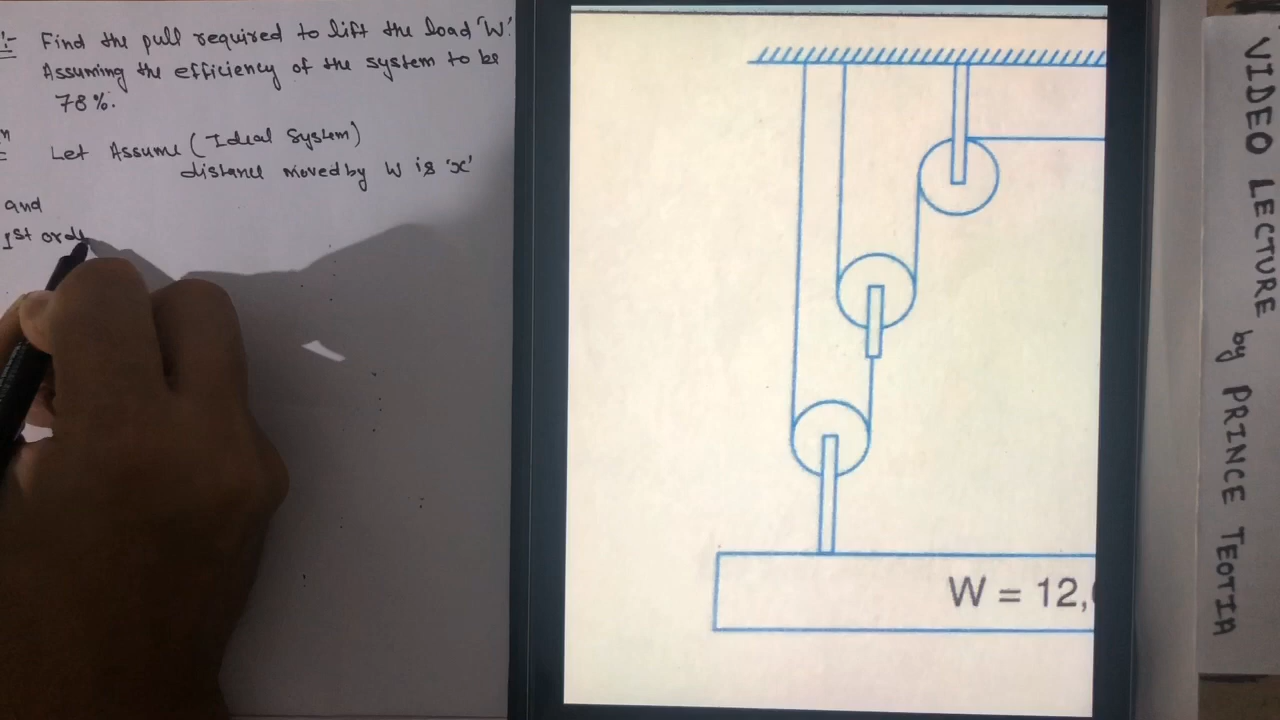 !:- Find the pull required to lift the load 'W'.
Assuming the efficiency of the system to be
78%.
Let Assume (Ideal System)
distance moved by W is 'x'
and
1st orde
W = 12,
VIDEO LECTURE by PRINCE TEOTIA